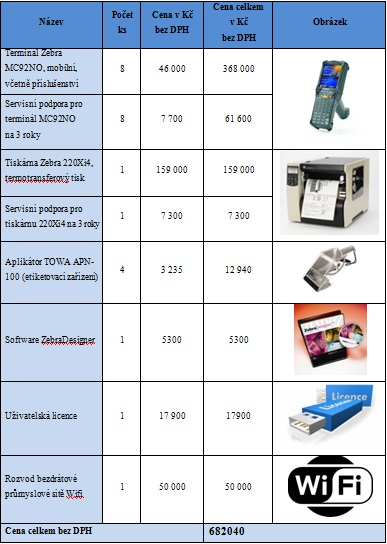 Název
Počet
ks
Cena v Kč
bez DPH
Cena celkem
v Kč
bez DPH
Obrázek
Terminál Zebra
MC92NO, mobilní,
včetně příslušenství
8
46 000
368 000
Servisní podpora pro
terminál MC92NO
na 3 roky
8
7 700
61 600
Tiskárna Zebra 220Xi4,
termotransferový tisk
1
159 000
159 000
Servisní podpora pro
tiskárnu 220Xi4 na 3 roky
1
7 300
7 300
Aplikátor TOWA APN-
100 (etiketovací zařízení)
4
3 235
12 940
Software ZebraDesigner
1
5300
5300
Uživatelská licence
1
17 900
17900
Licence
Licence
Rozvod bezdrátové
průmyslové sítě Wifi.
1
50 000
50 000
WiFi
Cena celkem bez DPH
682040